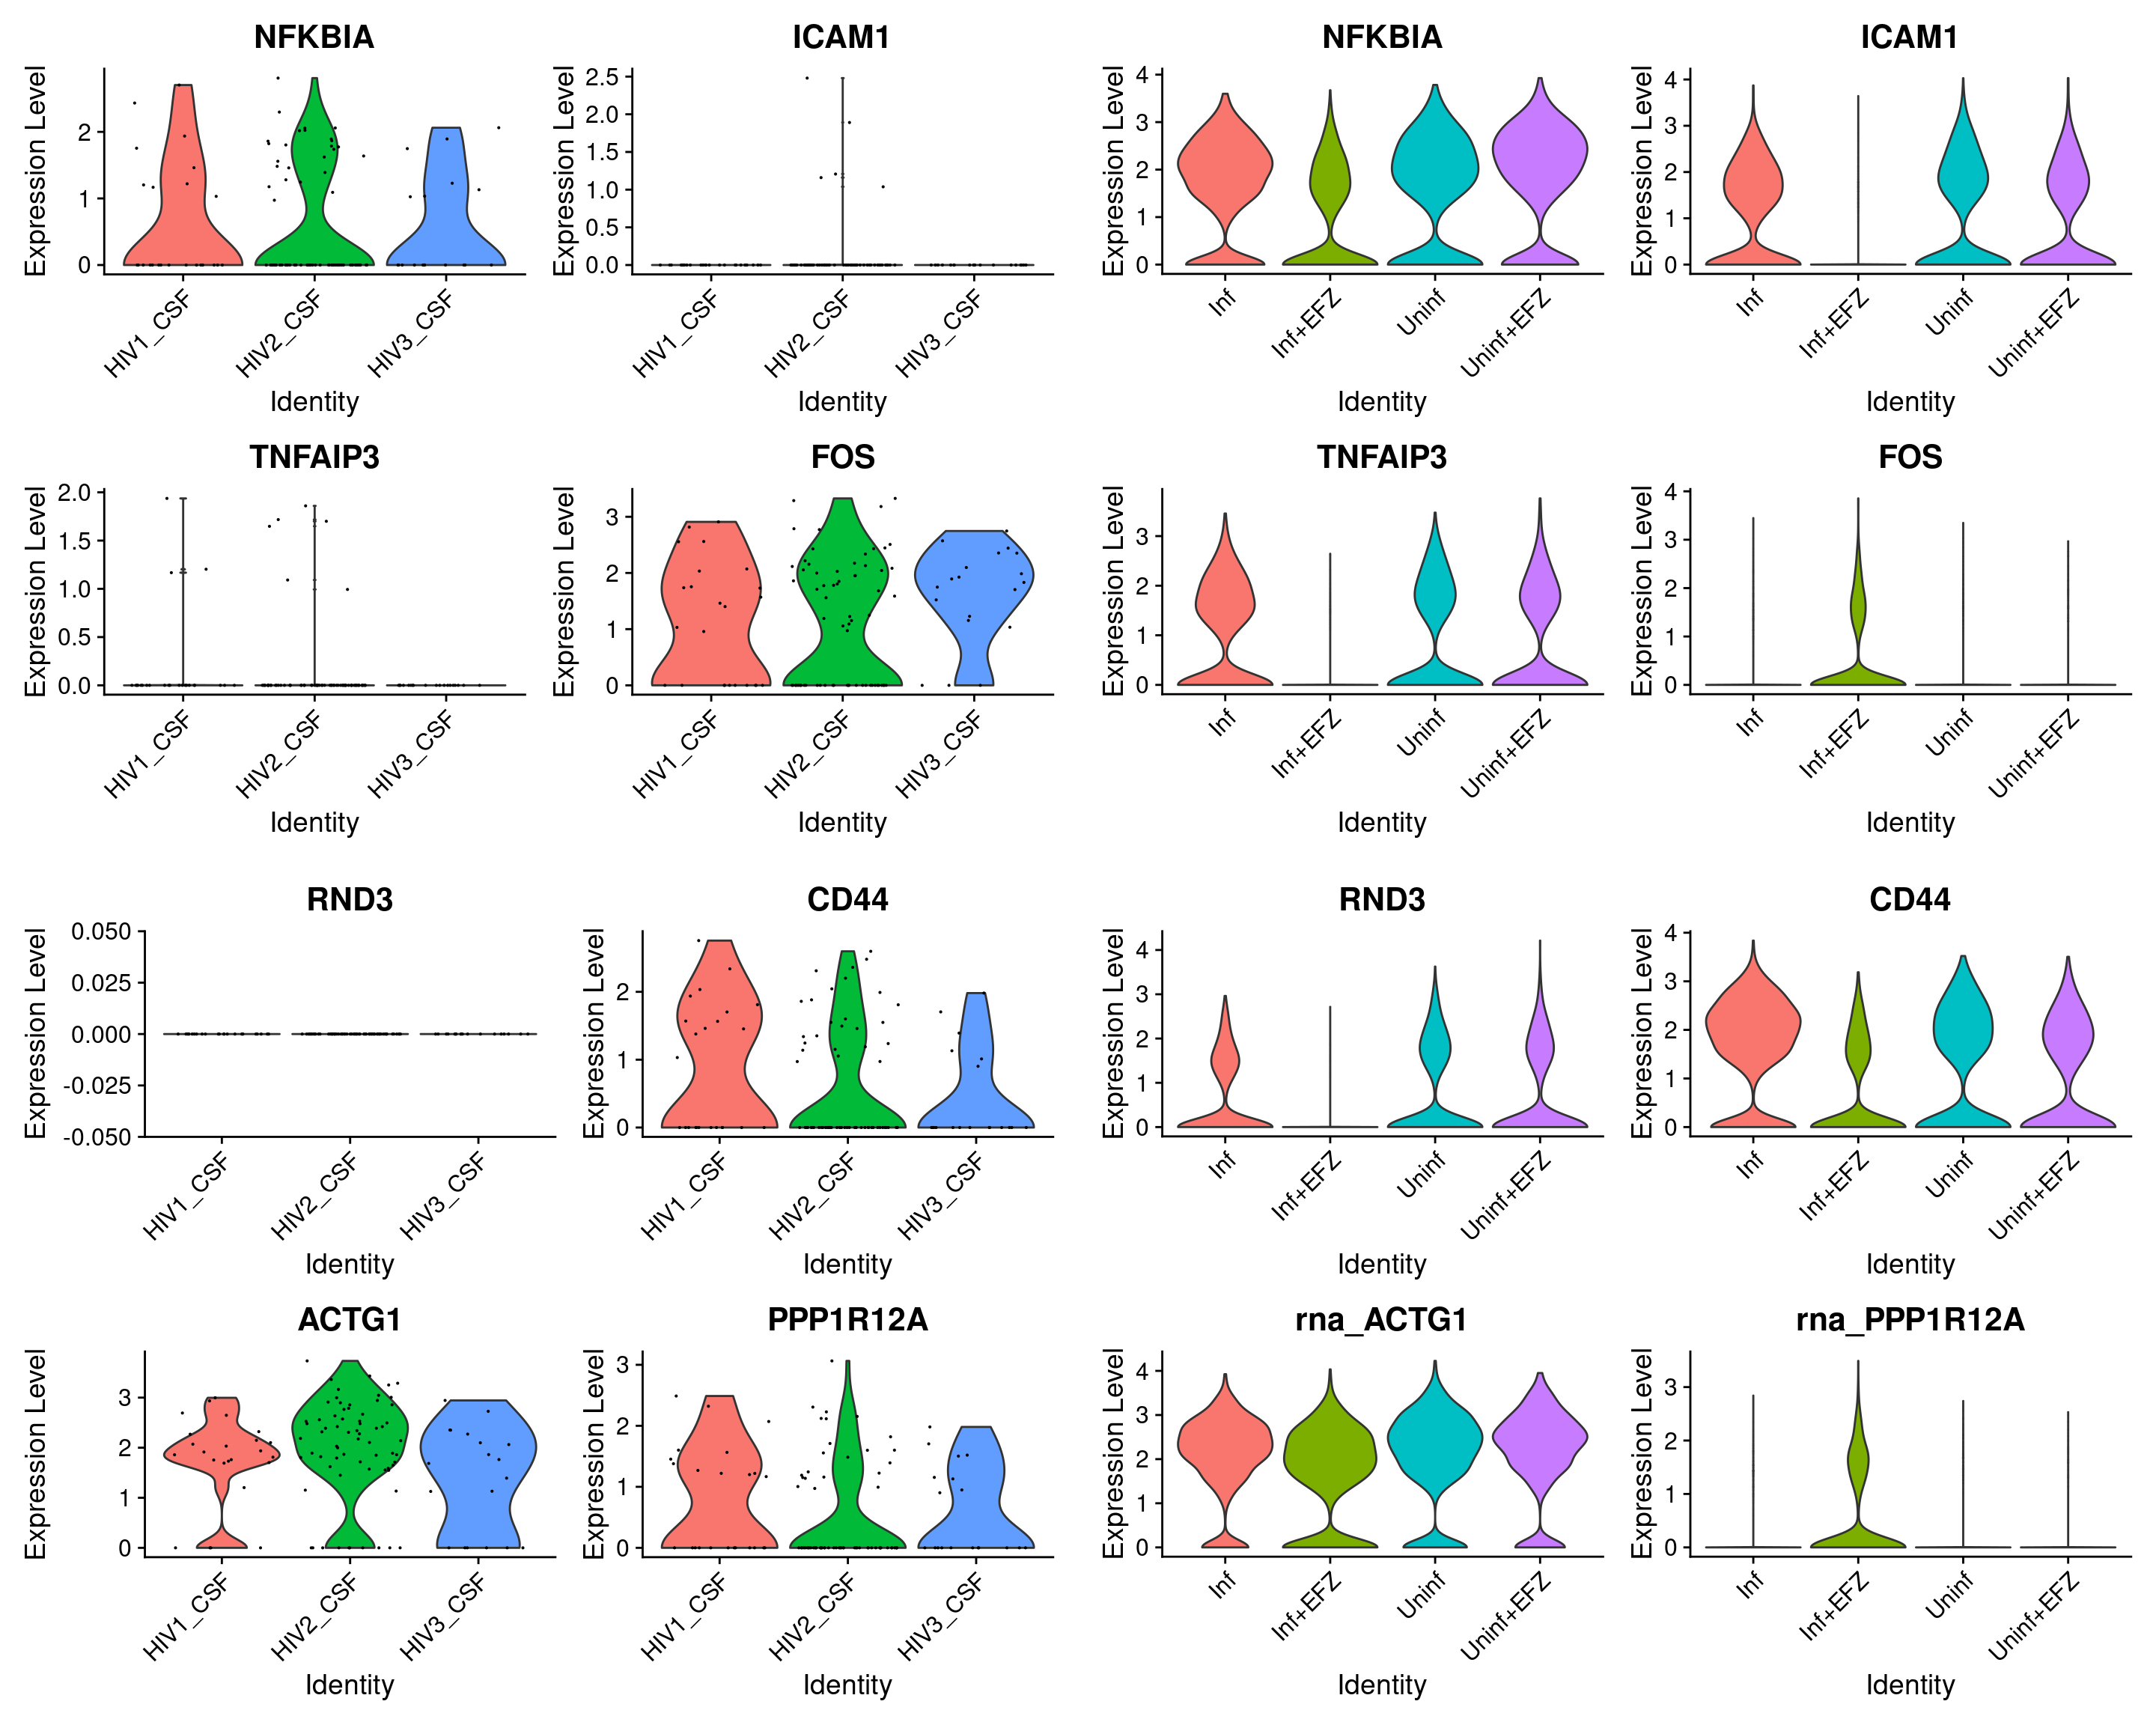 NFKBIA
Expression Level
2
1
0
HIV1_CSF
HIV2_CSF
HIV3_CSF
Identity
ICAM1
Expression Level
2.5
2.0
1.5
1.0
0.5
0.0
HIV1_CSF
HIV2_CSF
HIV3_CSF
Identity
NFKBIA
Expression Level
4
3
2
1
0
Inf
Inf+EFZ
Uninf
Uninf+EFZ
Identity
ICAM1
Expression Level
4
3
2
1
0
Inf
Inf+EFZ
Uninf
Uninf+EFZ
Identity
TNFAIP3
Expression Level
2.0
1.5
1.0
0.5
0.0
HIV1_CSF
HIV2_CSF
HIV3_CSF
Identity
FOS
Expression Level
3
2
1
0
HIV1_CSF
HIV2_CSF
HIV3_CSF
Identity
TNFAIP3
Expression Level
3
2
1
0
Inf
Inf+EFZ
Uninf
Uninf+EFZ
Identity
FOS
Expression Level
4
3
2
1
0
Inf
Inf+EFZ
Uninf
Uninf+EFZ
Identity
RND3
Expression Level
0.050
0.025
0.000
-0.025
-0.050
HIV1_CSF
HIV2_CSF
HIV3_CSF
Identity
CD44
Expression Level
2
1
0
HIV1_CSF
HIV2_CSF
HIV3_CSF
Identity
RND3
Expression Level
4
3
2
1
0
Inf
Inf+EFZ
Uninf
Uninf+EFZ
Identity
CD44
Expression Level
4
3
2
1
0
Inf
Inf+EFZ
Uninf
Uninf+EFZ
Identity
ACTG1
Expression Level
3
2
1
0
HIV1_CSF
HIV2_CSF
HIV3_CSF
Identity
PPP1R12A
Expression Level
3
2
1
0
HIV1_CSF
HIV2_CSF
HIV3_CSF
Identity
rna_ACTG1
Expression Level
4
3
2
1
0
Inf
Inf+EFZ
Uninf
Uninf+EFZ
Identity
rna_PPP1R12A
Expression Level
3
2
1
0
Inf
Inf+EFZ
Uninf
Uninf+EFZ
Identity